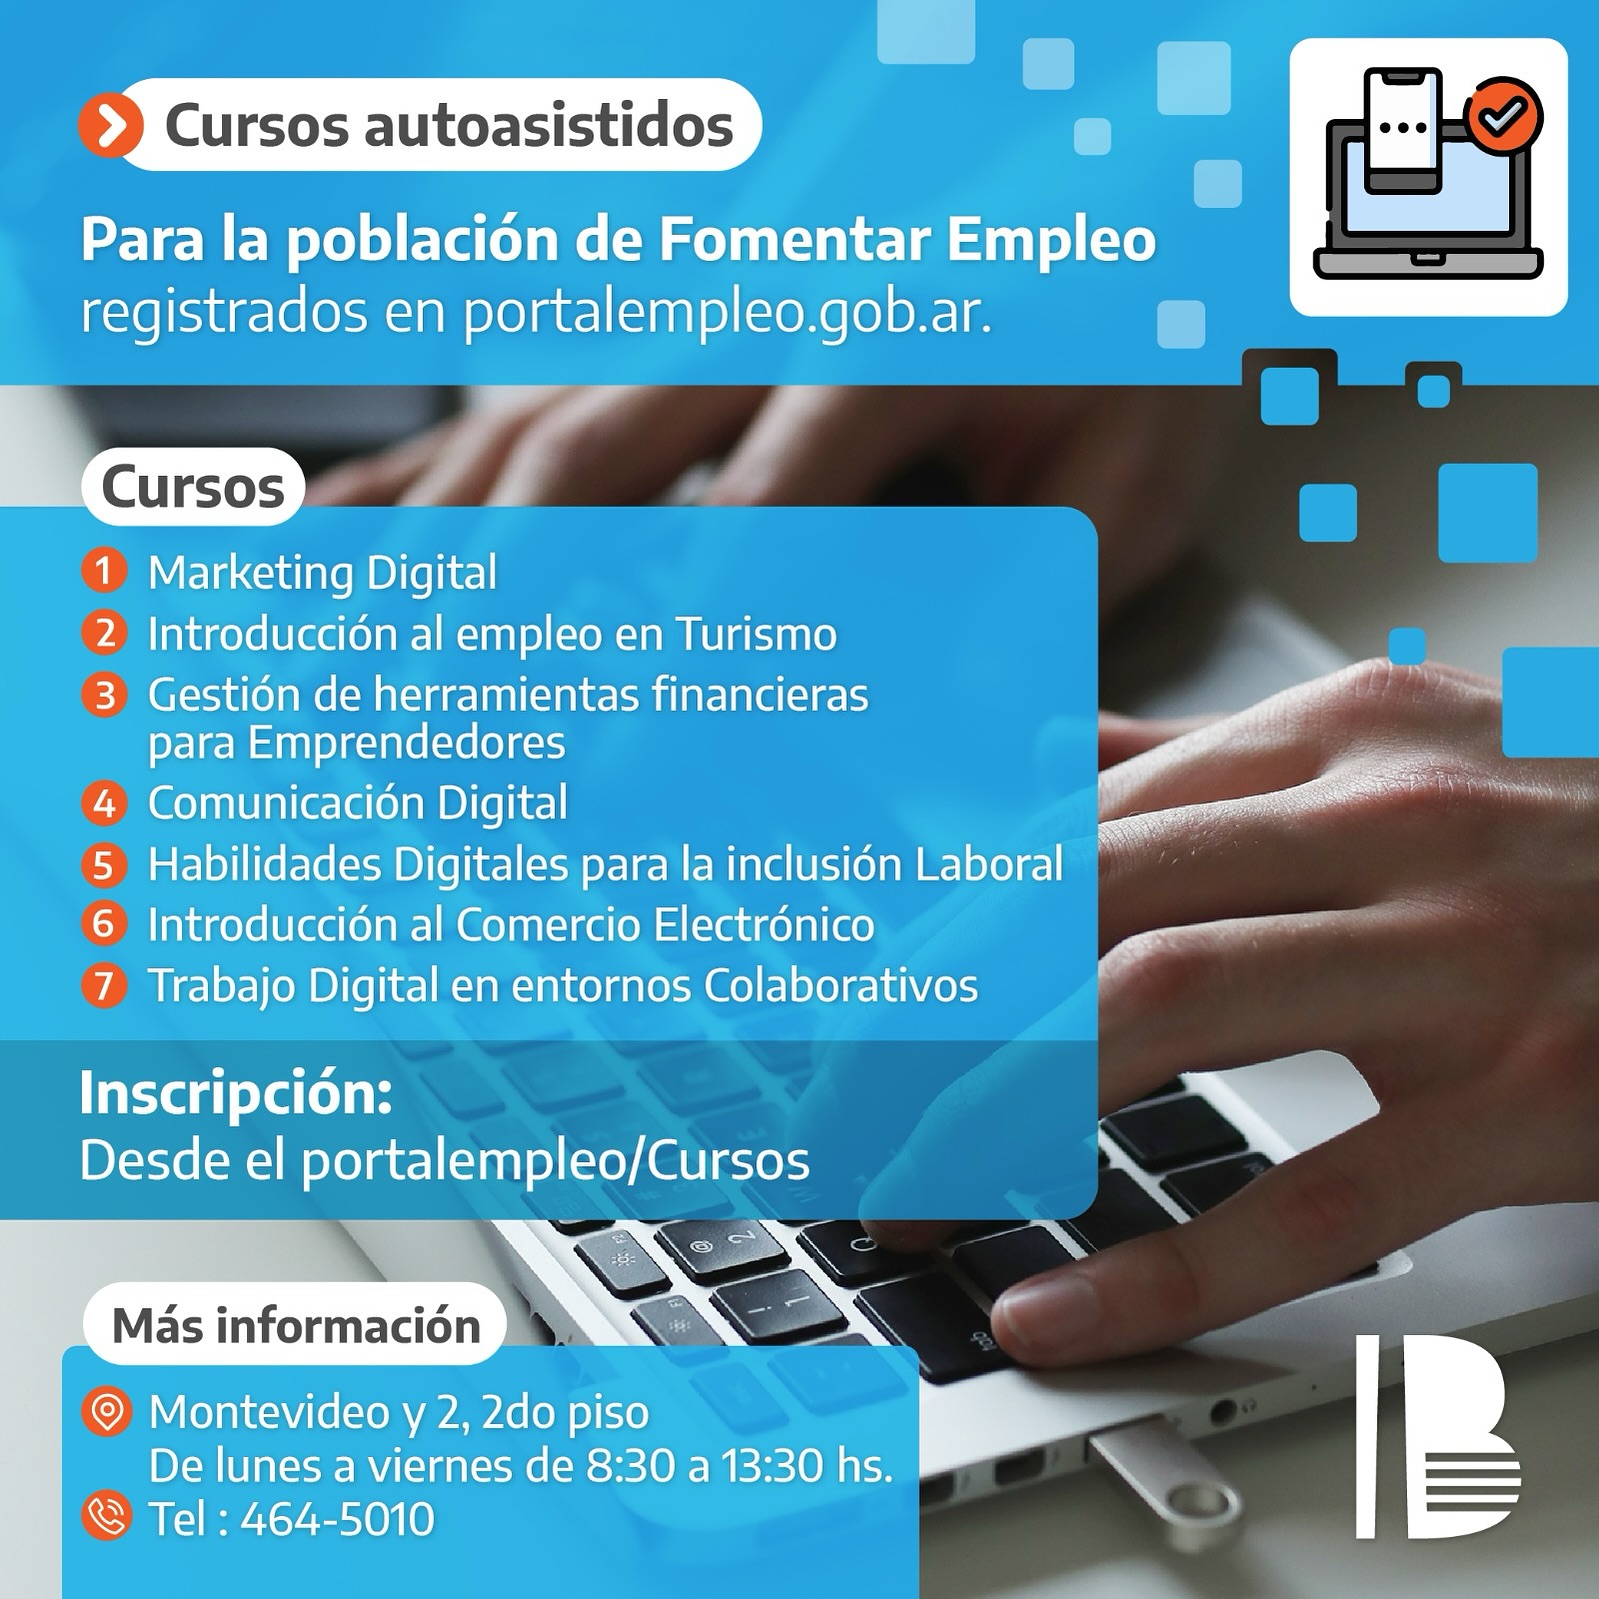 Cursos autoasistidos
Para la población de Fomentar Empleo
registrados en portalempleo.gob.ar.
Cursos
1 Marketing Digital
2 Introducción al empleo en Turismo
3 Gestión de herramientas financieras
para Emprendedores
4 Comunicación Digital
5 Habilidades Digitales para la inclusión Laboral
6 Introducción al Comercio Electrónico
7 Trabajo Digital en entornos Colaborativos
Inscripción:
Desde el portalempleo/Cursos
Más información
Montevideo y 2, 2do piso
De lunes a viernes de 8:30 a 13:30 hs.
Tel : 464-5010
B